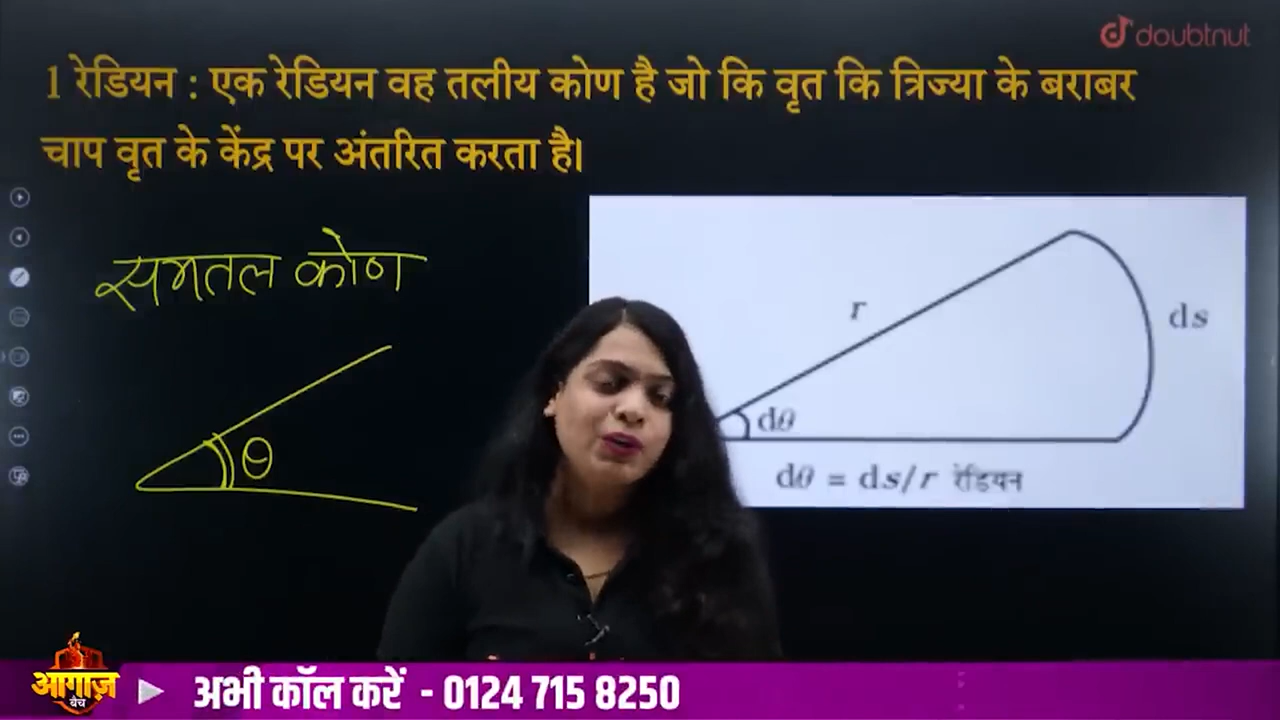 doubtnut
1 रेडियन : एक रेडियन वह तलीय कोण है जो कि वृत कि त्रिज्या के बराबर
चाप वृत के केंद्र पर अंतरित करता है।
समतल कोण
θ
r
ds
dθ
dθ = ds/r रेडियन
आगाज़
बैच
अभी कॉल करें - 0124 715 8250